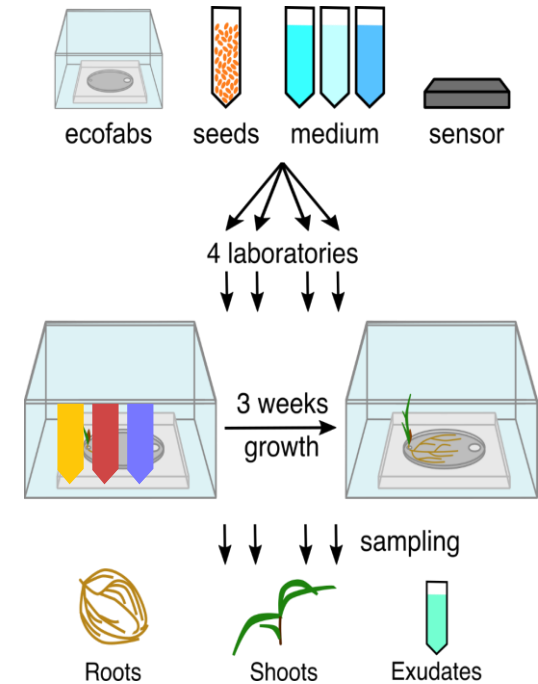 ecofabs seeds medium sensor
4 laboratories
3 weeks
growth
sampling
Roots Shoots Exudates